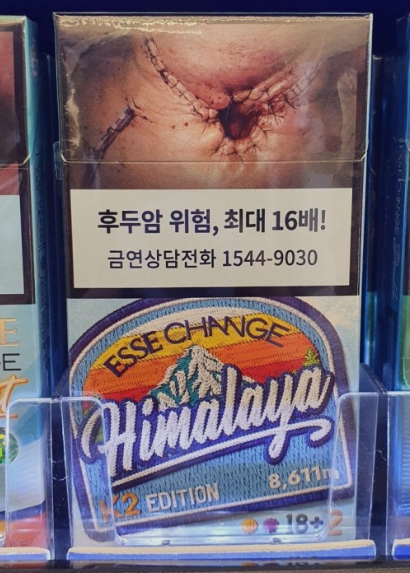 후두암 위험, 최대 16배!
금연상담전화 1544-9030
ESSE CHANGE
Himalaya
8,611m
K2 EDITION
18+ 2